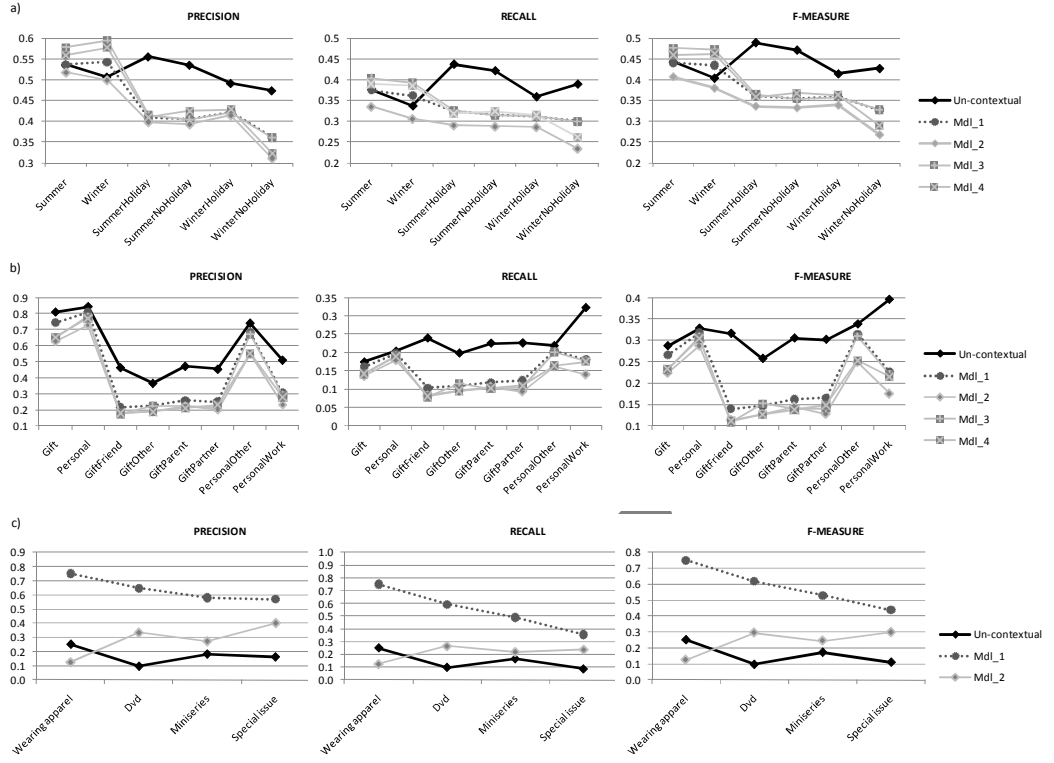 a)
PRECISION
RECALL
F-MEASURE
0.6
0.55
0.5
0.45
0.4
0.35
0.3
Summer
Winter
SummerHoliday
SummerNoHoliday
WinterHoliday
WinterNoHoliday
0.5
0.45
0.4
0.35
0.3
0.25
0.2
Summer
Winter
SummerHoliday
SummerNoHoliday
WinterHoliday
WinterNoHoliday
0.5
0.45
0.4
0.35
0.3
0.25
0.2
Summer
Winter
SummerHoliday
SummerNoHoliday
WinterHoliday
WinterNoHoliday
Un-contextual
Mdl_1
Mdl_2
Mdl_3
Mdl_4
b)
PRECISION
RECALL
F-MEASURE
0.9
0.8
0.7
0.6
0.5
0.4
0.3
0.2
0.1
Gift
Personal
GiftFriend
GiftOther
GiftParent
GiftPartner
PersonalOther
PersonalWork
0.35
0.3
0.25
0.2
0.15
0.1
0.05
0
Gift
Personal
GiftFriend
GiftOther
GiftParent
GiftPartner
PersonalOther
PersonalWork
0.4
0.35
0.3
0.25
0.2
0.15
0.1
Gift
Personal
GiftFriend
GiftOther
GiftParent
GiftPartner
PersonalOther
PersonalWork
Un-contextual
Mdl_1
Mdl_2
Mdl_3
Mdl_4
c)
PRECISION
RECALL
F-MEASURE
0.9
0.8
0.7
0.6
0.5
0.4
0.3
0.2
0.1
0.0
Wearing apparel
Dvd
Miniseries
Special issue
1.0
0.9
0.8
0.7
0.6
0.5
0.4
0.3
0.2
0.1
0.0
Wearing apparel
Dvd
Miniseries
Special issue
0.8
0.7
0.6
0.5
0.4
0.3
0.2
0.1
0.0
Wearing apparel
Dvd
Miniseries
Special issue
Un-contextual
Mdl_1
Mdl_2